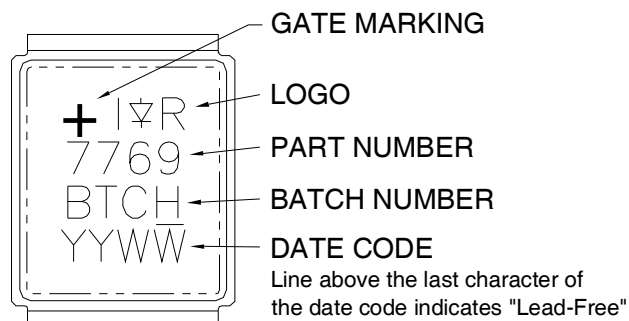 GATE MARKING
+ I R
LOGO
7769
PART NUMBER
BTCH
BATCH NUMBER
YYWW̅
DATE CODE
Line above the last character of
the date code indicates "Lead-Free"